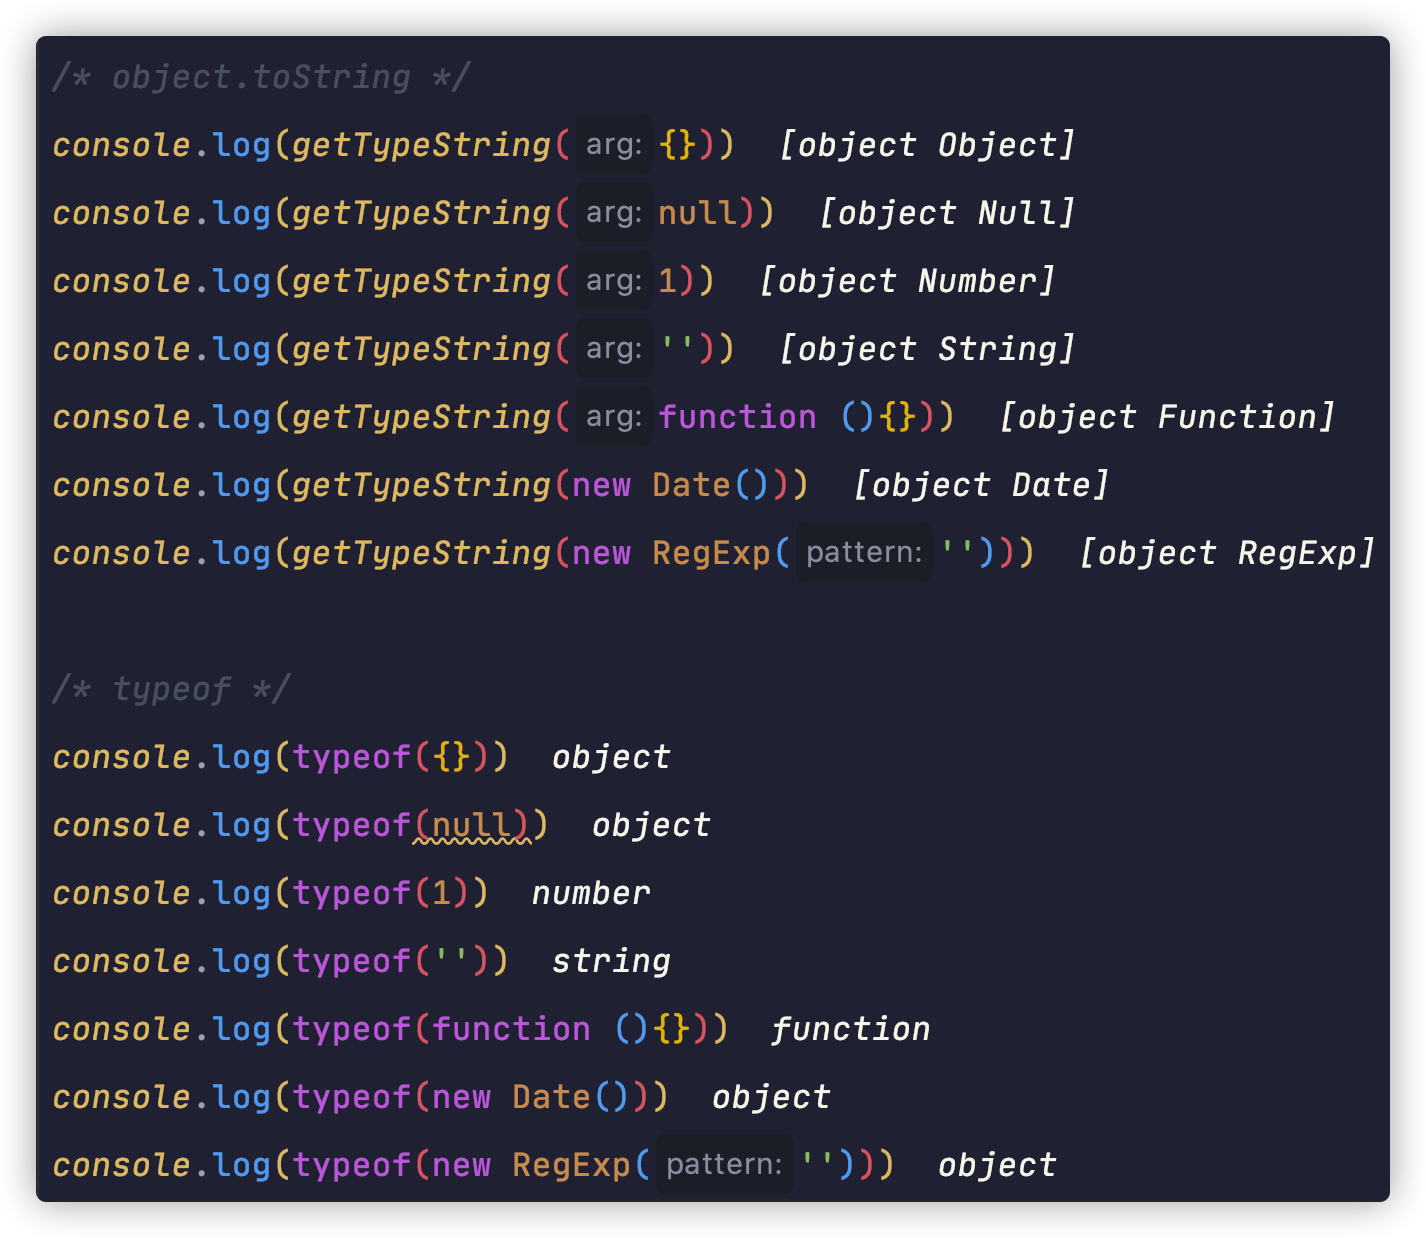 /* object.toString */
console.log(getTypeString( arg: {}))  [object Object]
console.log(getTypeString( arg: null))  [object Null]
console.log(getTypeString( arg: 1))  [object Number]
console.log(getTypeString( arg: ''))  [object String]
console.log(getTypeString( arg: function (){}))  [object Function]
console.log(getTypeString(new Date()))  [object Date]
console.log(getTypeString(new RegExp( pattern: '')))  [object RegExp]
/* typeof */
console.log(typeof({}))  object
console.log(typeof(null))  object
console.log(typeof(1))  number
console.log(typeof(''))  string
console.log(typeof(function (){}))  function
console.log(typeof(new Date()))  object
console.log(typeof(new RegExp( pattern: '')))  object